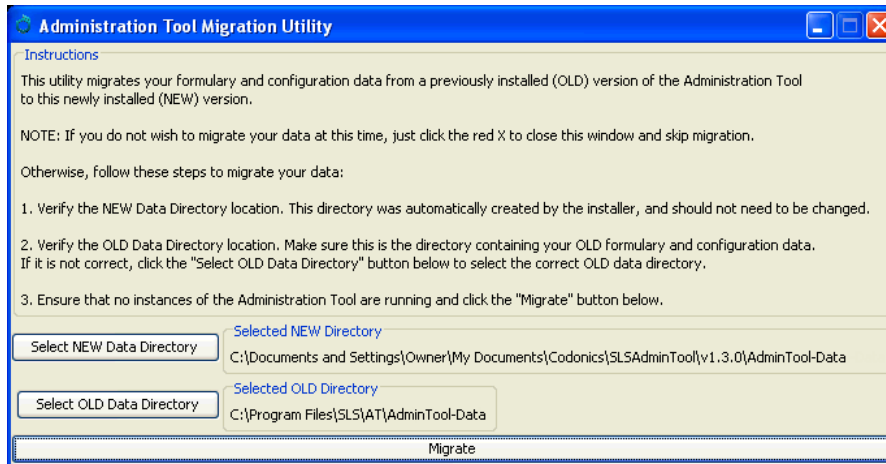 Administration Tool Migration Utility
Instructions
This utility migrates your formulary and configuration data from a previously installed (OLD) version of the Administration Tool
to this newly installed (NEW) version.
NOTE: If you do not wish to migrate your data at this time, just click the red X to close this window and skip migration.
Otherwise, follow these steps to migrate your data:
1. Verify the NEW Data Directory location. This directory was automatically created by the installer, and should not need to be changed.
2. Verify the OLD Data Directory location. Make sure this is the directory containing your OLD formulary and configuration data.
If it is not correct, click the "Select OLD Data Directory" button below to select the correct OLD data directory.
3. Ensure that no instances of the Administration Tool are running and click the "Migrate" button below.
Select NEW Data Directory
Selected NEW Directory
C:\Documents and Settings\Owner\My Documents\Codonics\SLSAdminTool\v1.3.0\AdminTool-Data
Select OLD Data Directory
Selected OLD Directory
C:\Program Files\SLS\AT\AdminTool-Data
Migrate